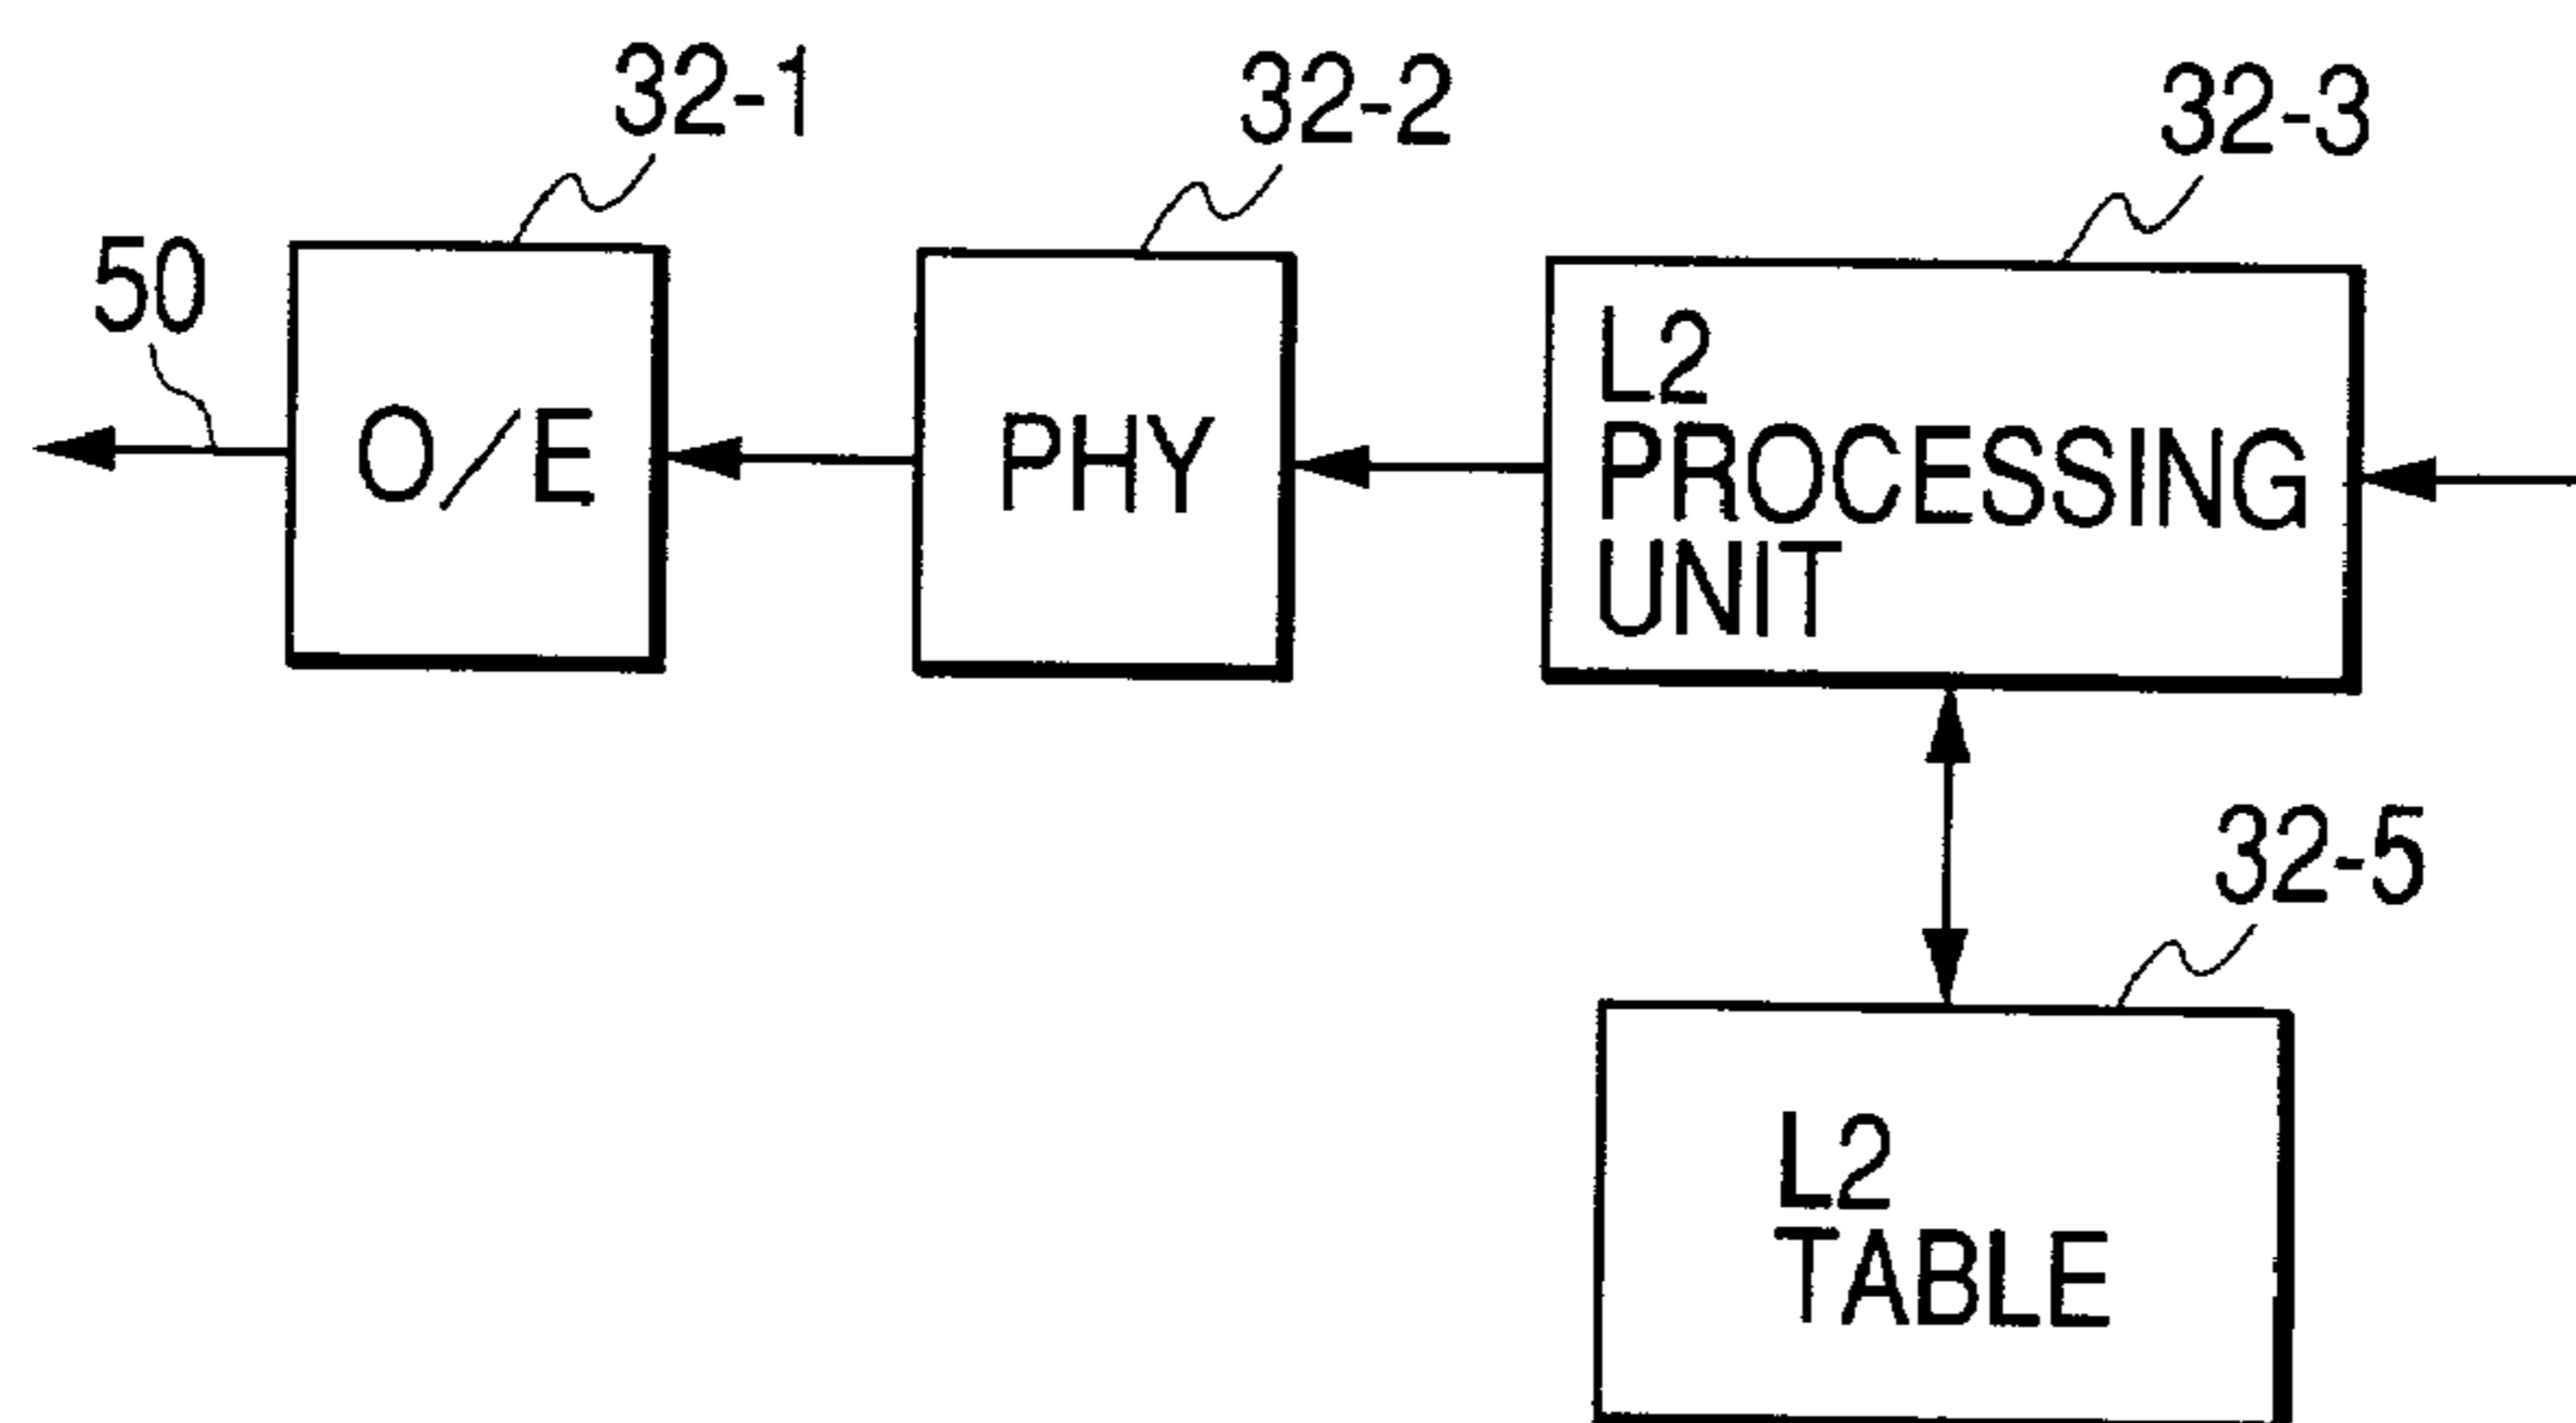 32-1
32-2
32-3
50
O/E
PHY
L2
PROCESSING
UNIT
32-5
L2
TABLE